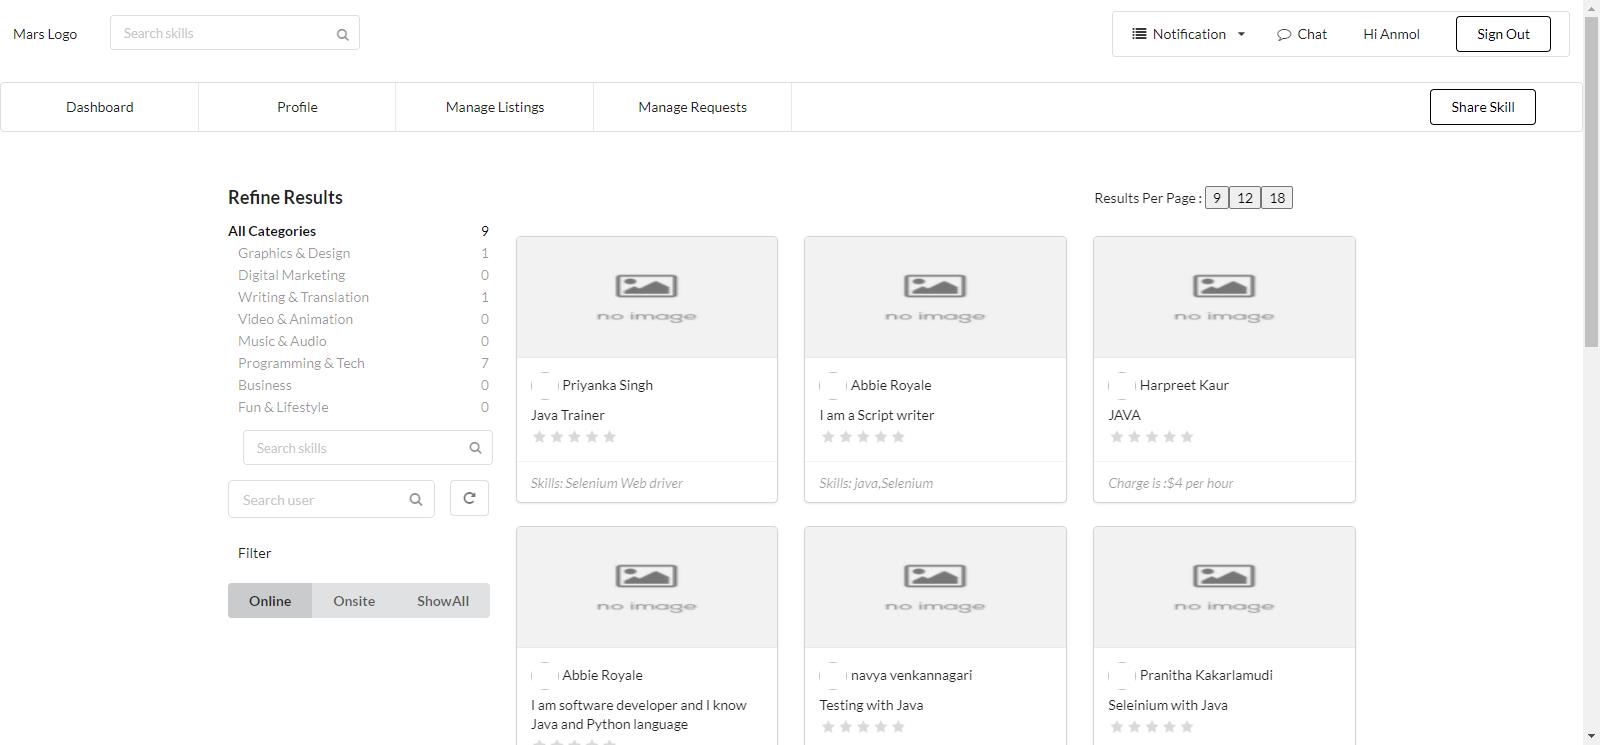 Mars Logo
Search skills
Notification
Chat
Hi Anmol
Sign Out
Dashboard
Profile
Manage Listings
Manage Requests
Share Skill
Refine Results
Results Per Page : 9 12 18
All Categories 9
Graphics & Design 1
Digital Marketing 0
Writing & Translation 1
Video & Animation 0
Music & Audio 0
Programming & Tech 7
Business 0
Fun & Lifestyle 0
Search skills
Search user
Filter
Online
Onsite
ShowAll
no image
Priyanka Singh
Java Trainer
Skills: Selenium Web driver
no image
Abbie Royale
I am a Script writer
Skills: java,Selenium
no image
Harpreet Kaur
JAVA
Charge is :$4 per hour
no image
Abbie Royale
I am software developer and I know
Java and Python language
no image
navya venkannagari
Testing with Java
no image
Pranitha Kakarlamudi
Seleinium with Java